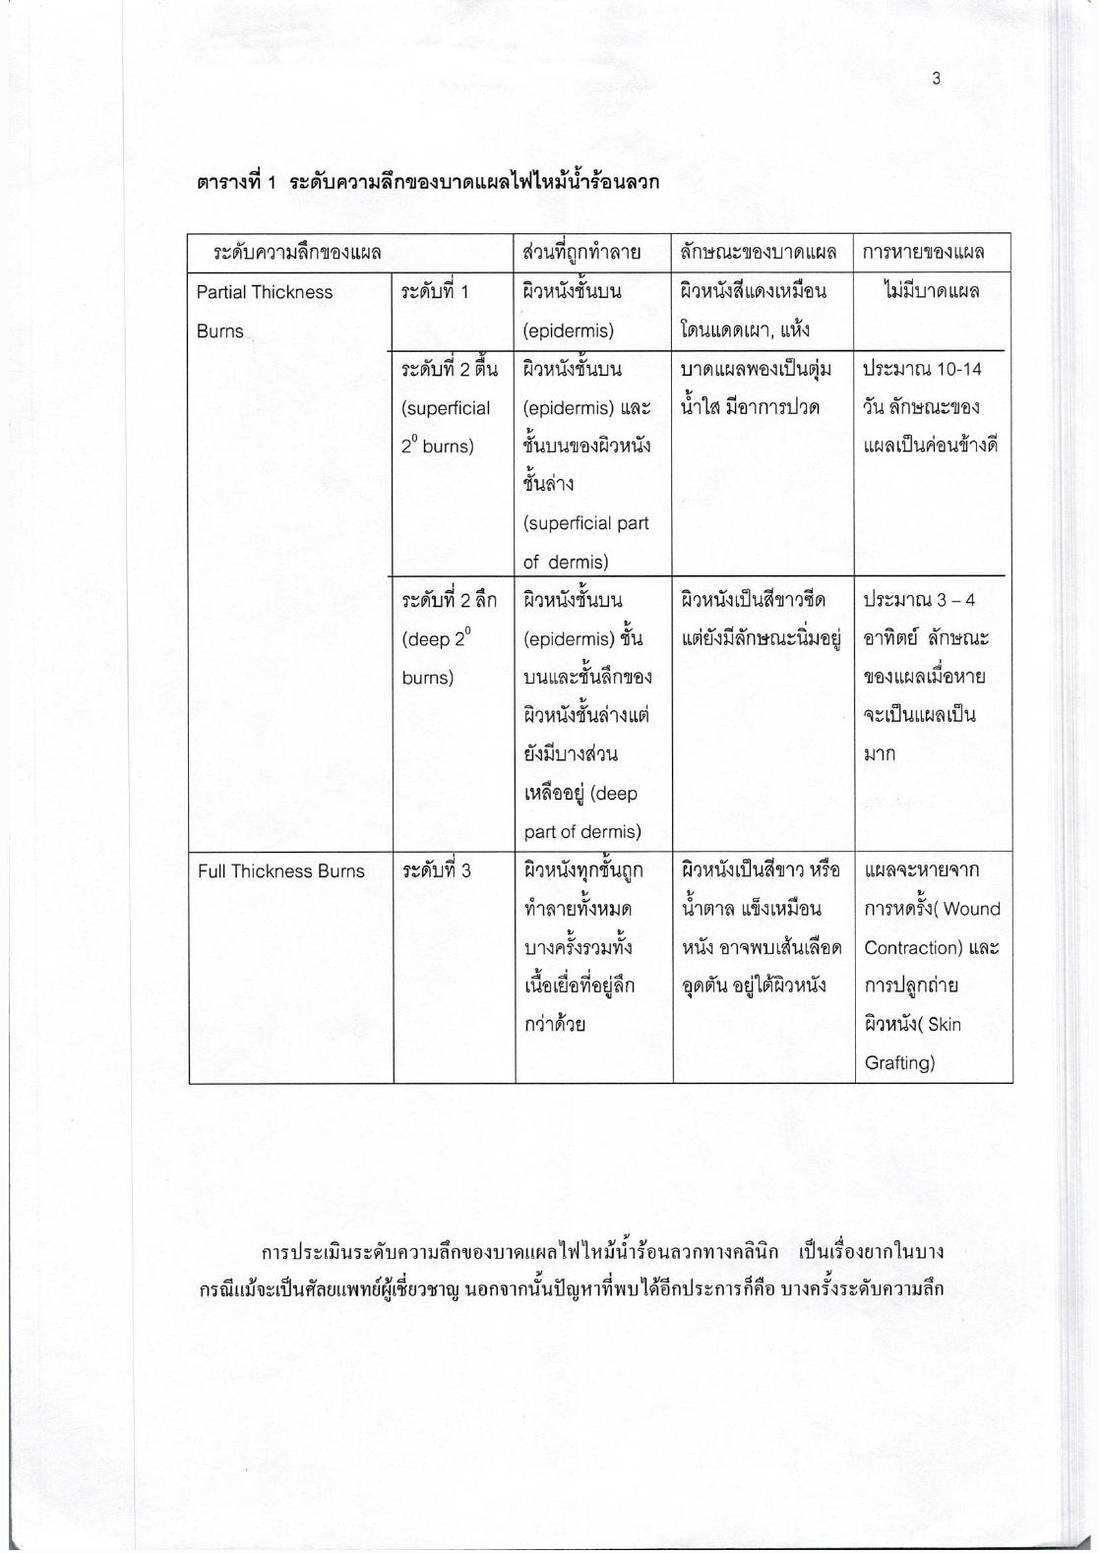 3
ตารางที่ 1 ระดับความลึกของบาดแผลไฟไหม้น้ำร้อนลวก
ระดับความลึกของแผล ส่วนที่ถูกทำลาย ลักษณะของบาดแผล การหายของแผล
Partial Thickness ระดับที่ 1 ผิวหนังชั้นบน ผิวหนังสีแดงเหมือน ไม่มีบาดแผล
Burns (epidermis) โดนแดดเผา, แห้ง
ระดับที่ 2 ตื้น ผิวหนังชั้นบน บาดแผลพองเป็นตุ่ม ประมาณ 10-14
(superficial (epidermis) และ น้ำใส มีอาการปวด วัน ลักษณะของ
2⁰ burns) ชั้นบนของผิวหนัง แผลเป็นค่อนข้างดี
ชั้นล่าง
(superficial part
of dermis)
ระดับที่ 2 ลึก ผิวหนังชั้นบน ผิวหนังเป็นสีขาวซีด ประมาณ 3 – 4
(deep 2⁰ (epidermis) ชั้น แต่ยังมีลักษณะนิ่มอยู่ อาทิตย์ ลักษณะ
burns) บนและชั้นลึกของ ของแผลเมื่อหาย
ผิวหนังชั้นล่างแต่ จะเป็นแผลเป็น
ยังมีบางส่วน มาก
เหลืออยู่ (deep
part of dermis)
Full Thickness Burns ระดับที่ 3 ผิวหนังทุกชั้นถูก ผิวหนังเป็นสีขาว หรือ แผลจะหายจาก
ทำลายทั้งหมด น้ำตาล แข็งเหมือน การหดรั้ง( Wound
บางครั้งรวมทั้ง หนัง อาจพบเส้นเลือด Contraction) และ
เนื้อเยื่อที่อยู่ลึก อุดตัน อยู่ใต้ผิวหนัง การปลูกถ่าย
กว่าด้วย ผิวหนัง( Skin
Grafting)
การประเมินระดับความลึกของบาดแผลไฟไหม้น้ำร้อนลวกทางคลินิก เป็นเรื่องยากในบาง
กรณีแม้จะเป็นศัลยแพทย์ผู้เชี่ยวชาญ นอกจากนั้นปัญหาที่พบได้อีกประการก็คือ บางครั้งระดับความลึก